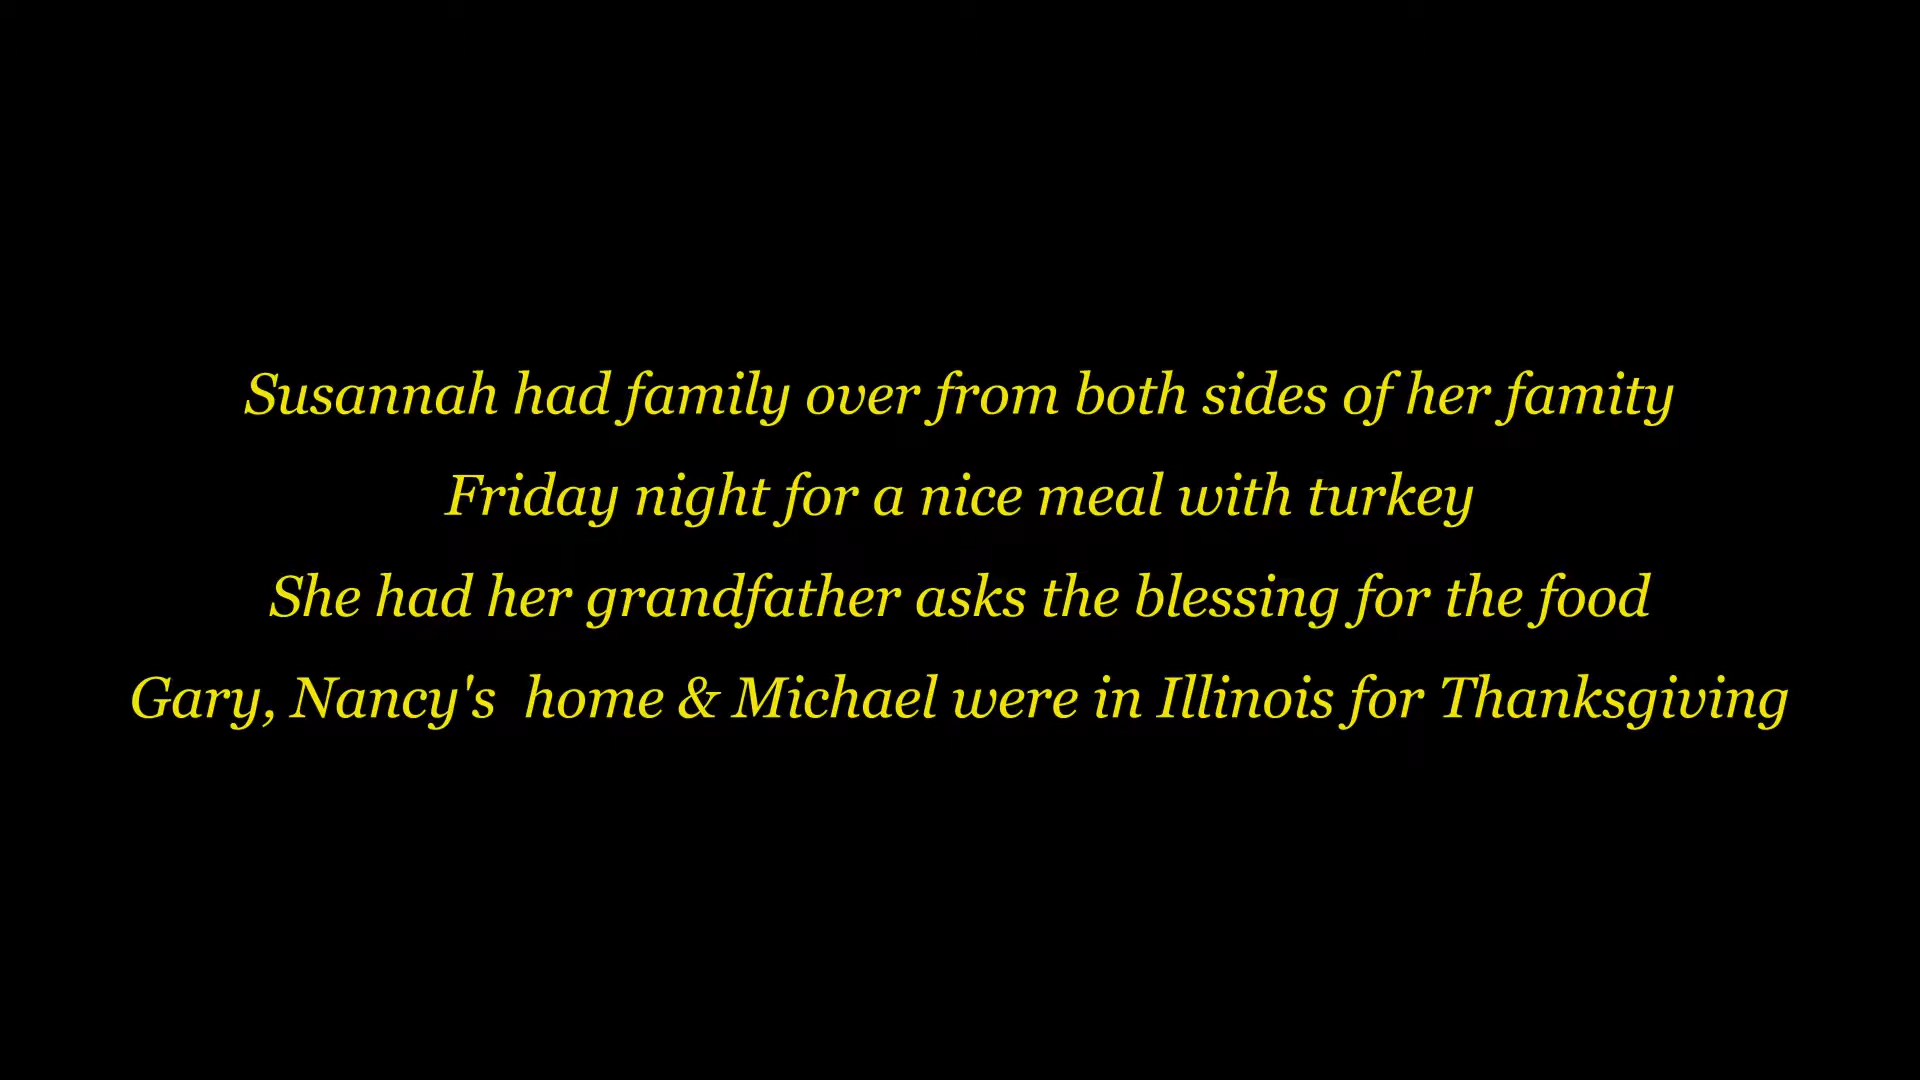 Susannah had family over from both sides of her famity
Friday night for a nice meal with turkey
She had her grandfather asks the blessing for the food
Gary, Nancy's  home & Michael were in Illinois for Thanksgiving